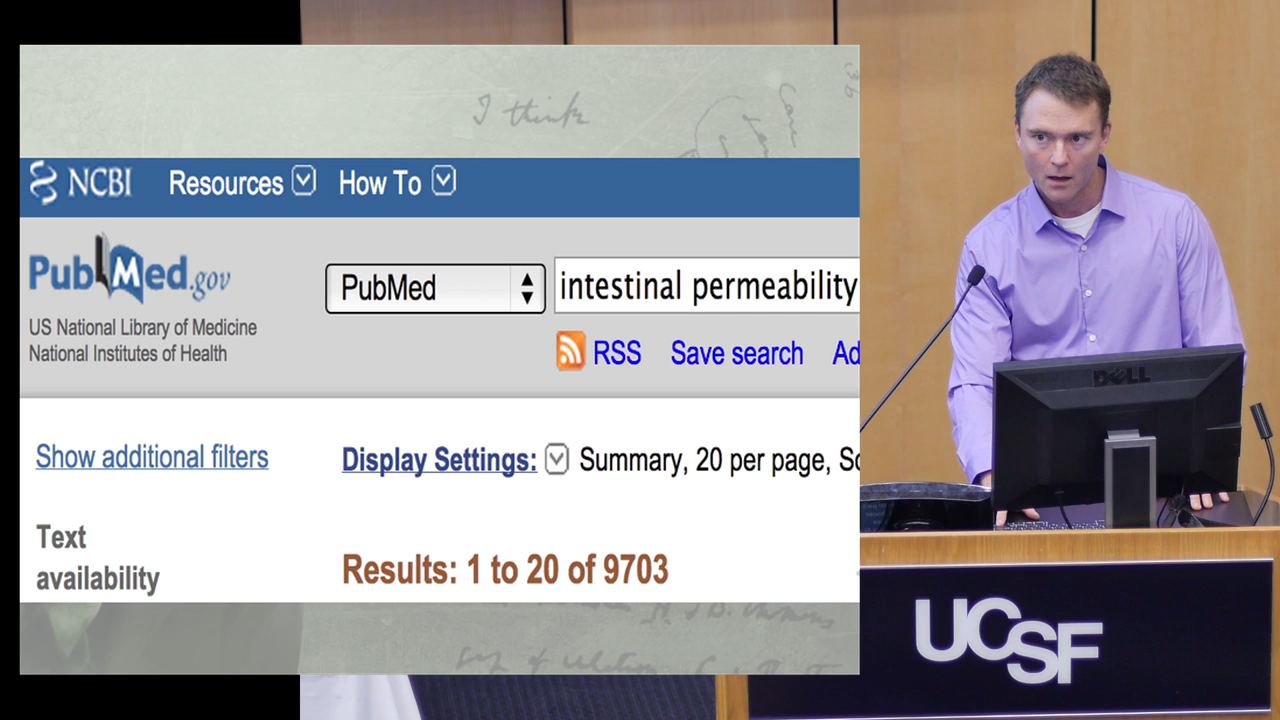 I think
NCBI Resources How To
PubMed.gov PubMed intestinal permeability
US National Library of Medicine
National Institutes of Health
RSS Save search Ad
Show additional filters Display Settings: Summary, 20 per page, So
Text
availability
Results: 1 to 20 of 9703
DELL
UCSF